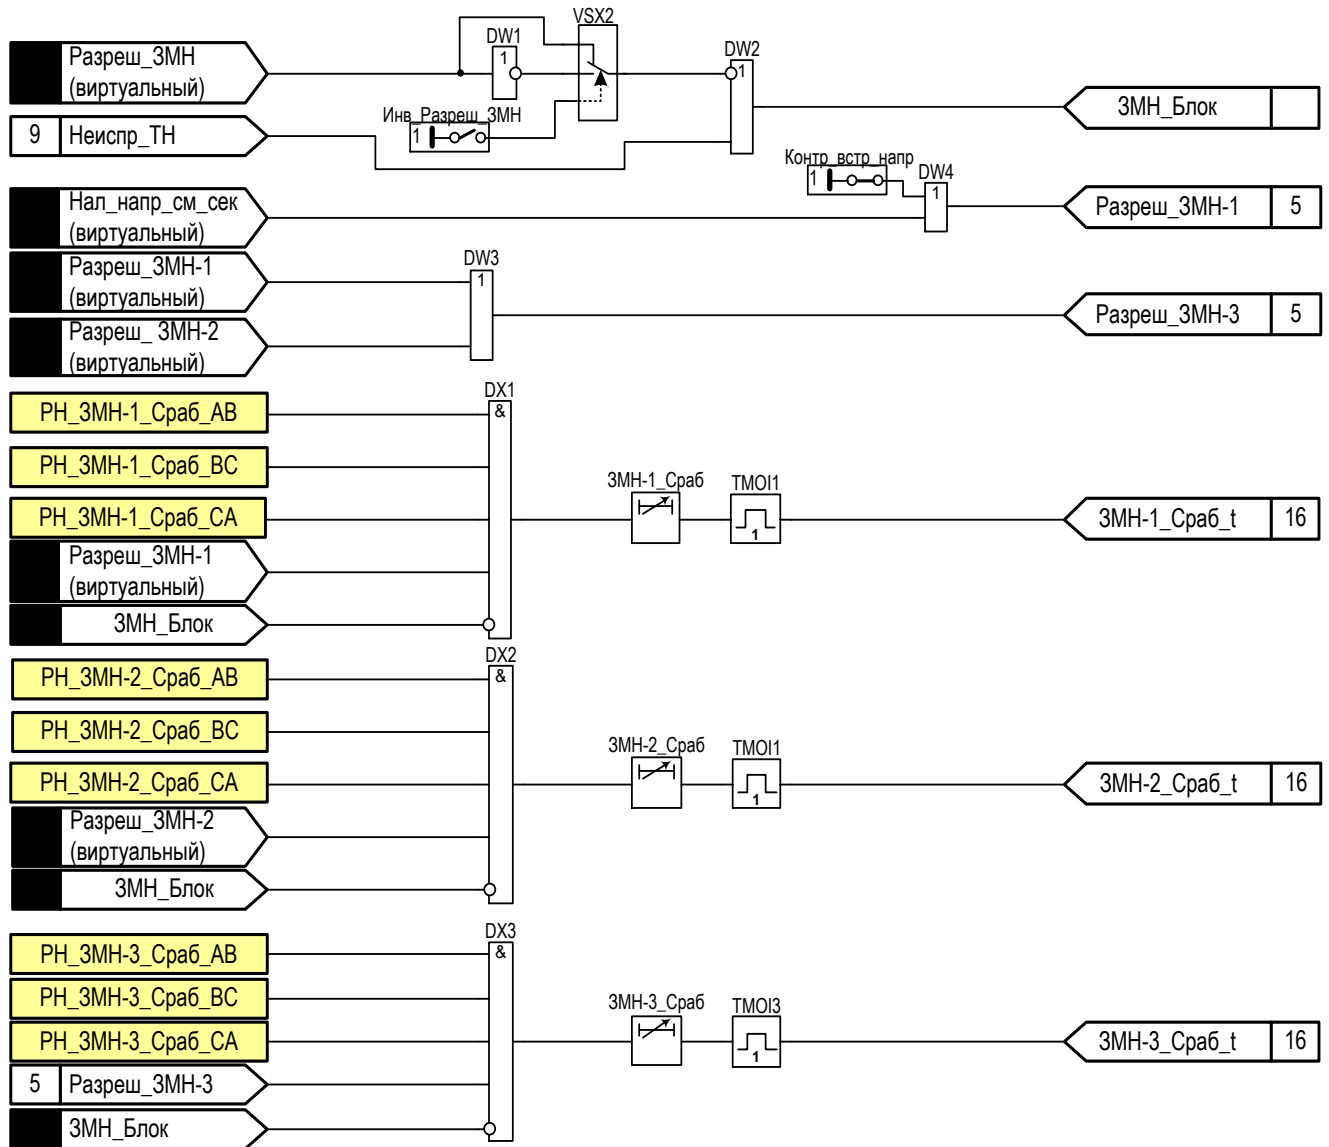 VSX2
Разреш_ЗМН
(виртуальный)
DW1
1
DW2
1
Инв_Разреш_ЗМН
1
ЗМН_Блок
9 Неиспр_ТН
Контр_встр_напр
1
DW4
1
Нал_напр_см_сек
(виртуальный)
Разреш_ЗМН-1 5
Разреш_ЗМН-1
(виртуальный)
DW3
1
Разреш_ЗМН-3 5
Разреш_ ЗМН-2
(виртуальный)
DX1
&
РН_ЗМН-1_Сраб_АВ
РН_ЗМН-1_Сраб_ВС
ЗМН-1_Сраб
TMOI1
1
РН_ЗМН-1_Сраб_СА
ЗМН-1_Сраб_t 16
Разреш_ЗМН-1
(виртуальный)
ЗМН_Блок
DX2
&
РН_ЗМН-2_Сраб_АВ
РН_ЗМН-2_Сраб_ВС
ЗМН-2_Сраб
TMOI1
1
РН_ЗМН-2_Сраб_СА
ЗМН-2_Сраб_t 16
Разреш_ЗМН-2
(виртуальный)
ЗМН_Блок
DX3
&
РН_ЗМН-3_Сраб_АВ
РН_ЗМН-3_Сраб_ВС
ЗМН-3_Сраб
TMOI3
1
РН_ЗМН-3_Сраб_СА
ЗМН-3_Сраб_t 16
5 Разреш_ЗМН-3
ЗМН_Блок